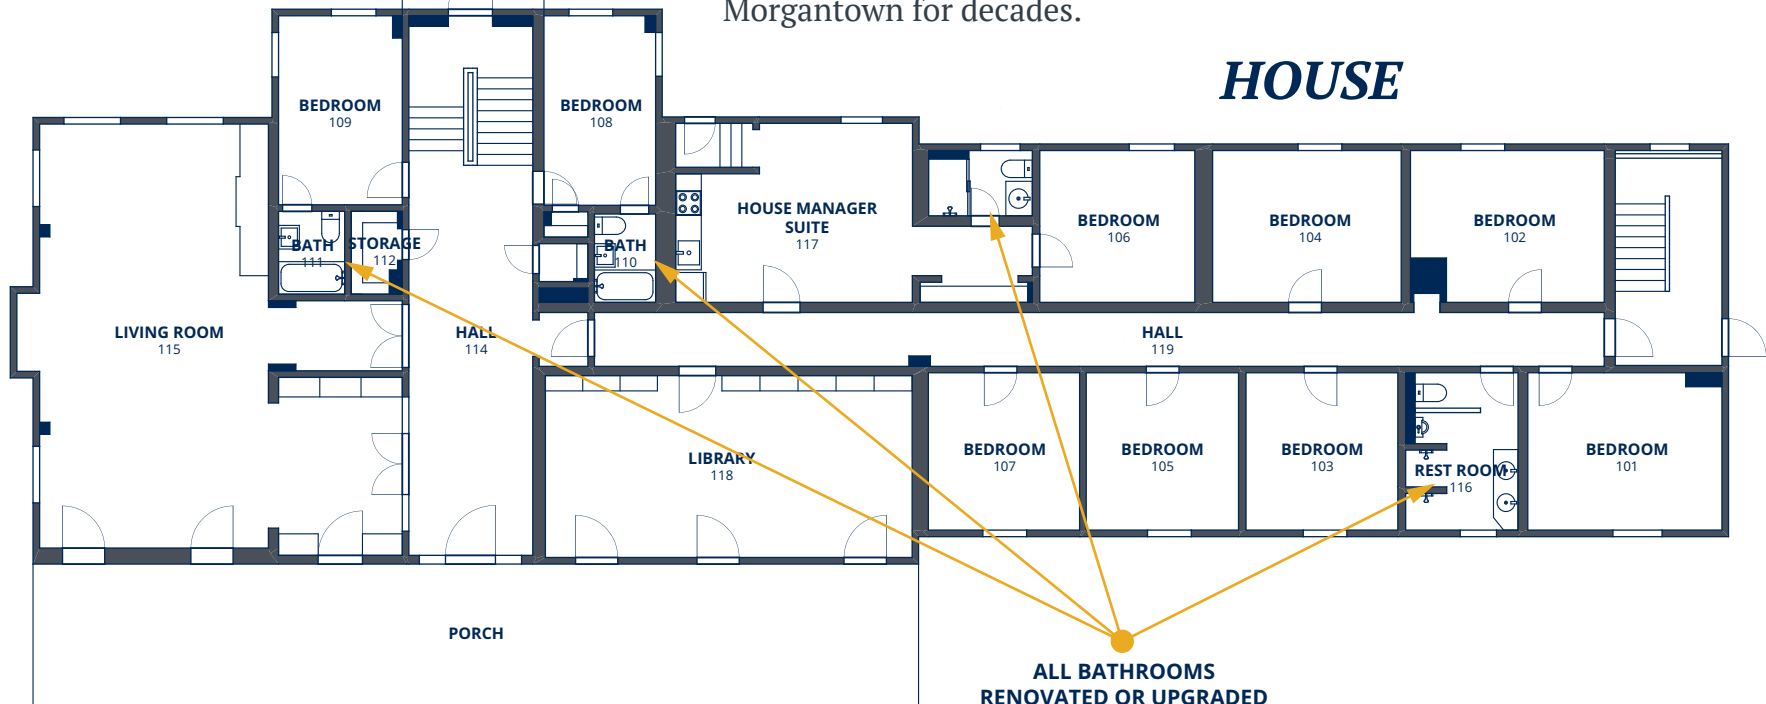 Morgantown for decades.
HOUSE
BEDROOM
109
BEDROOM
108
HOUSE MANAGER
SUITE
117
BEDROOM
106
BEDROOM
104
BEDROOM
102
BATH
111
STORAGE
112
BATH
110
LIVING ROOM
115
HALL
114
HALL
119
LIBRARY
118
BEDROOM
107
BEDROOM
105
BEDROOM
103
REST ROOM
116
BEDROOM
101
PORCH
ALL BATHROOMS
RENOVATED OR UPGRADED